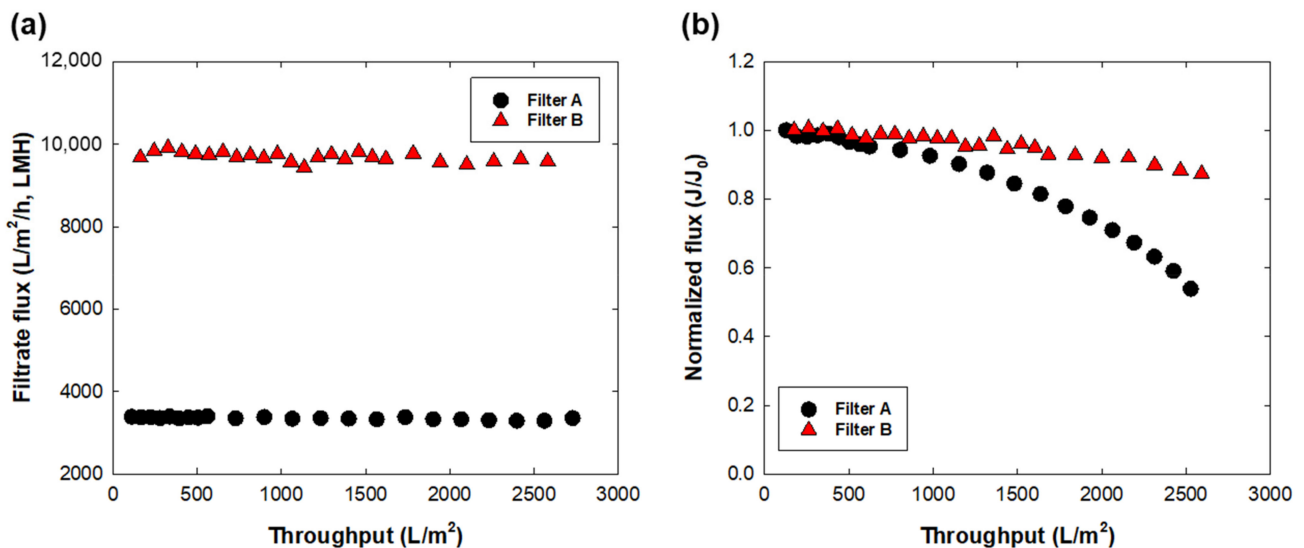 (a)
Filtrate flux (L/m²/h, LMH)
12,000
10,000
8000
6000
4000
2000
Filter A
Filter B
0 500 1000 1500 2000 2500 3000
Throughput (L/m²)
(b)
Normalized flux (J/J₀)
1.2
1.0
0.8
0.6
0.4
0.2
0.0
Filter A
Filter B
0 500 1000 1500 2000 2500 3000
Throughput (L/m²)